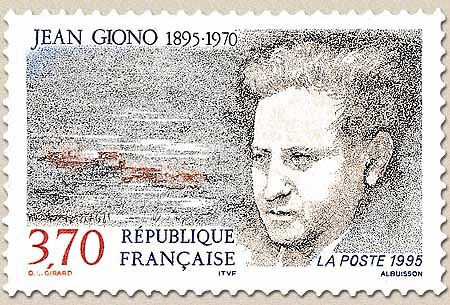 JEAN GIONO 1895-1970
3,70
RÉPUBLIQUE
FRANÇAISE
LA POSTE 1995
ITVF
ALBUISSON